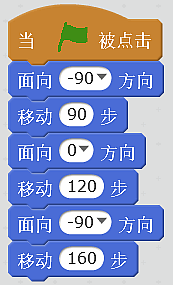 当 被点击
面向 -90 方向
移动 90 步
面向 0 方向
移动 120 步
面向 -90 方向
移动 160 步